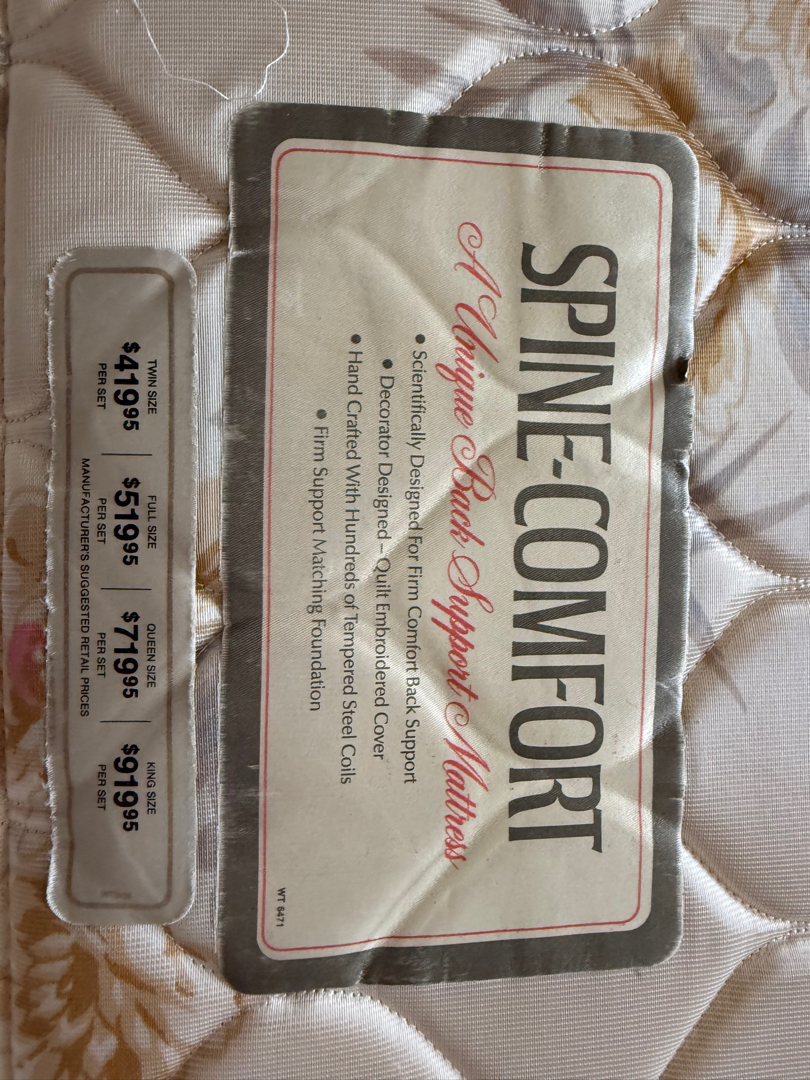 SPINE-COMFORT
A Unique Back Support Mattress
• Scientifically Designed For Firm Comfort Back Support
• Decorator Designed – Quilt Embroidered Cover
• Hand Crafted With Hundreds of Tempered Steel Coils
• Firm Support Matching Foundation
WT 6471
TWIN SIZE FULL SIZE QUEEN SIZE KING SIZE
$419⁹⁵ $519⁹⁵ $719⁹⁵ $919⁹⁵
PER SET PER SET PER SET PER SET
MANUFACTURER'S SUGGESTED RETAIL PRICES